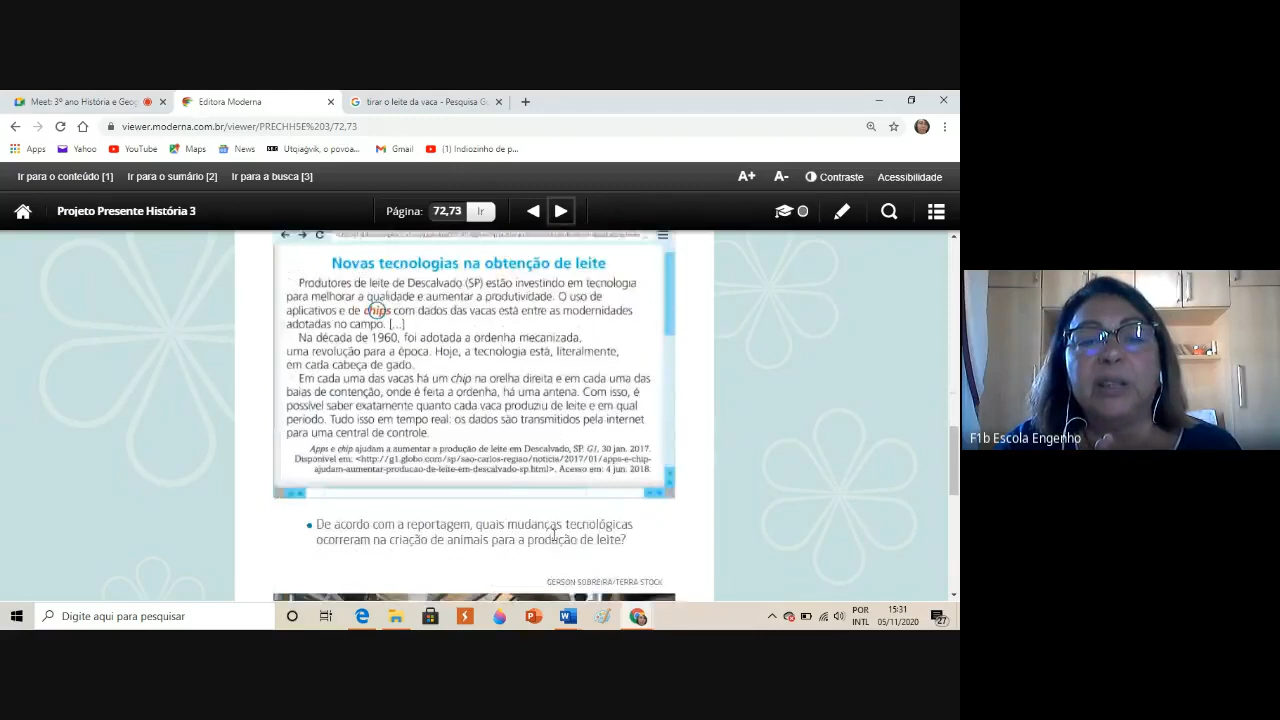 Meet: 3º ano História e Geog
Editora Moderna
tirar o leite da vaca - Pesquisa G
viewer.moderna.com.br/viewer/PRECHHSE%203/72,73
Apps
Yahoo
YouTube
Maps
News
Utqiaġvik, o povoa...
Gmail
(1) Indiozinho de p...
Ir para o conteúdo [1]
Ir para o sumário [2]
Ir para a busca [3]
A+
A-
Contraste
Acessibilidade
Projeto Presente História 3
Página:
72,73
Ir
Novas tecnologias na obtenção de leite
Produtores de leite de Descalvado (SP) estão investindo em tecnologia
para melhorar a qualidade e aumentar a produtividade. O uso de
aplicativos e de chips com dados das vacas está entre as modernidades
adotadas no campo. [...]
Na década de 1960, foi adotada a ordenha mecanizada,
uma revolução para a época. Hoje, a tecnologia está, literalmente,
em cada cabeça de gado.
Em cada uma das vacas há um chip na orelha direita e em cada uma das
baias de contenção, onde é feita a ordenha, há uma antena. Com isso, é
possível saber exatamente quanto cada vaca produziu de leite e em qual
período. Tudo isso em tempo real: os dados são transmitidos pela internet
para uma central de controle.
Apps e chip ajudam a aumentar a produção de leite em Descalvado, SP. G1, 30 jan. 2017.
Disponível em: <http://g1.globo.com/sp/sao-carlos-regiao/noticia/2017/01/apps-e-chip-
ajudam-aumentar-producao-de-leite-em-descalvado-sp.html>. Acesso em: 4 jun. 2018.
De acordo com a reportagem, quais mudanças tecnológicas
ocorreram na criação de animais para a produção de leite?
GERSON SOBREIRA/TERRA STOCK
F1b Escola Engenho
Digite aqui para pesquisar
POR
INTL
15:31
05/11/2020
27